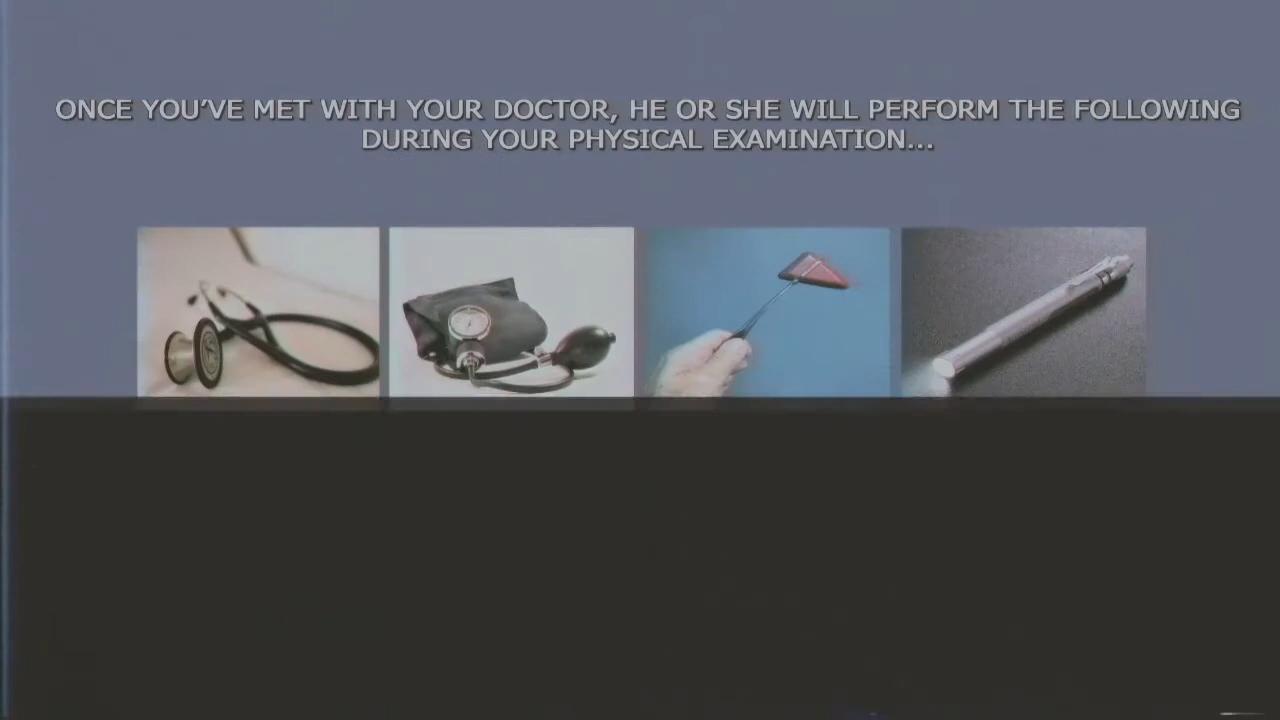 ONCE YOU'VE MET WITH YOUR DOCTOR, HE OR SHE WILL PERFORM THE FOLLOWING
DURING YOUR PHYSICAL EXAMINATION...